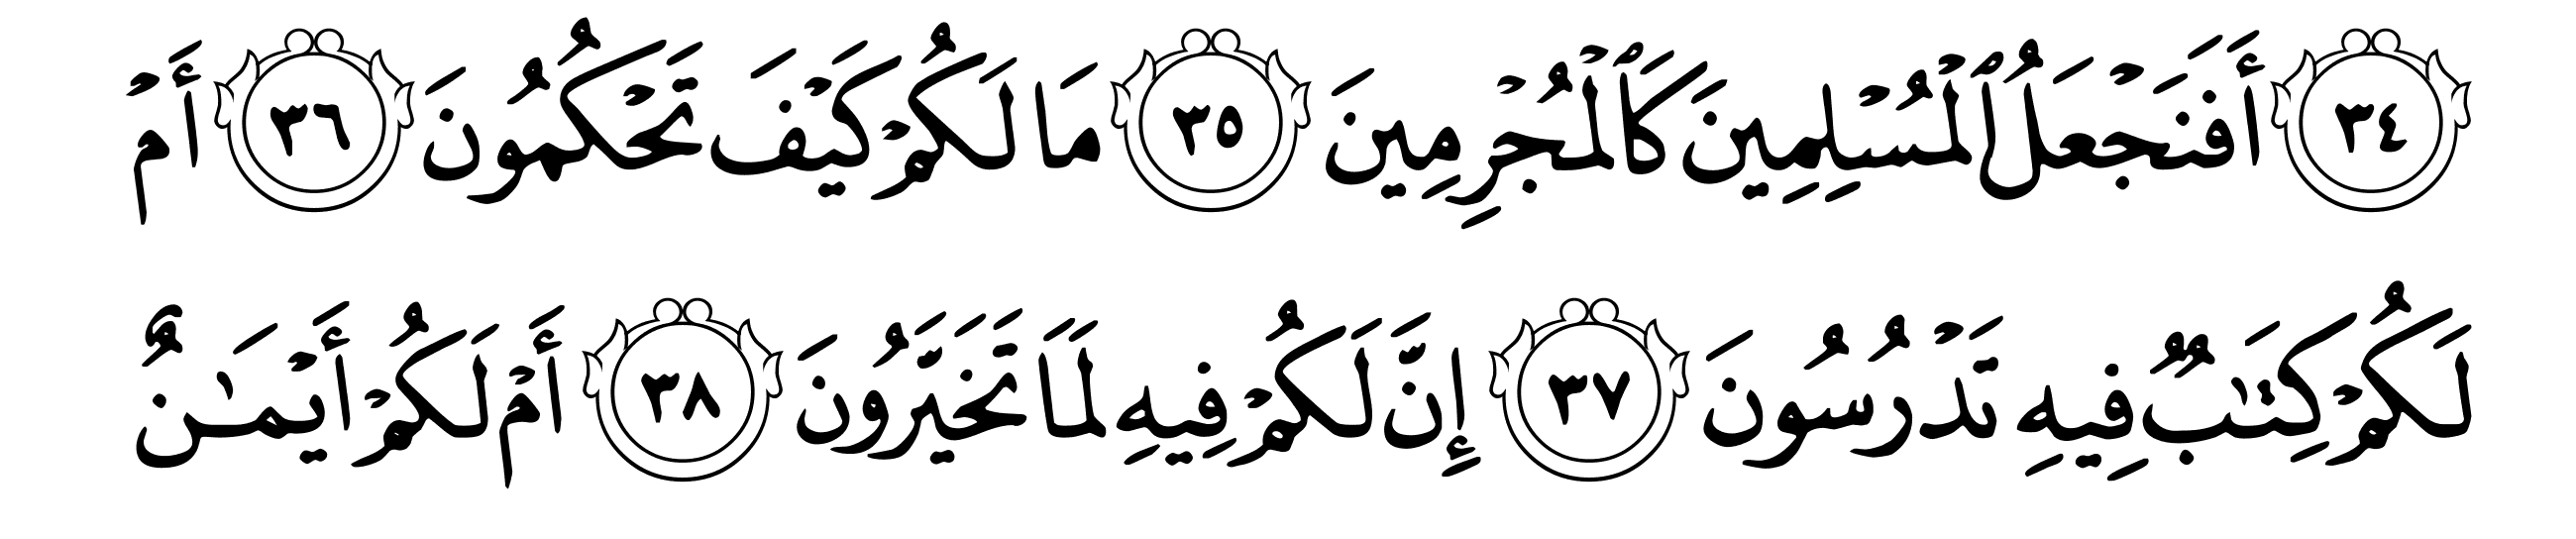 ٣٤ أَفَنَجْعَلُ ٱلْمُسْلِمِينَ كَٱلْمُجْرِمِينَ ٣٥ مَا لَكُمْ كَيْفَ تَحْكُمُونَ ٣٦ أَمْ
لَكُمْ كِتَٰبٌ فِيهِ تَدْرُسُونَ ٣٧ إِنَّ لَكُمْ فِيهِ لَمَا تَخَيَّرُونَ ٣٨ أَمْ لَكُمْ أَيْمَٰنٌ